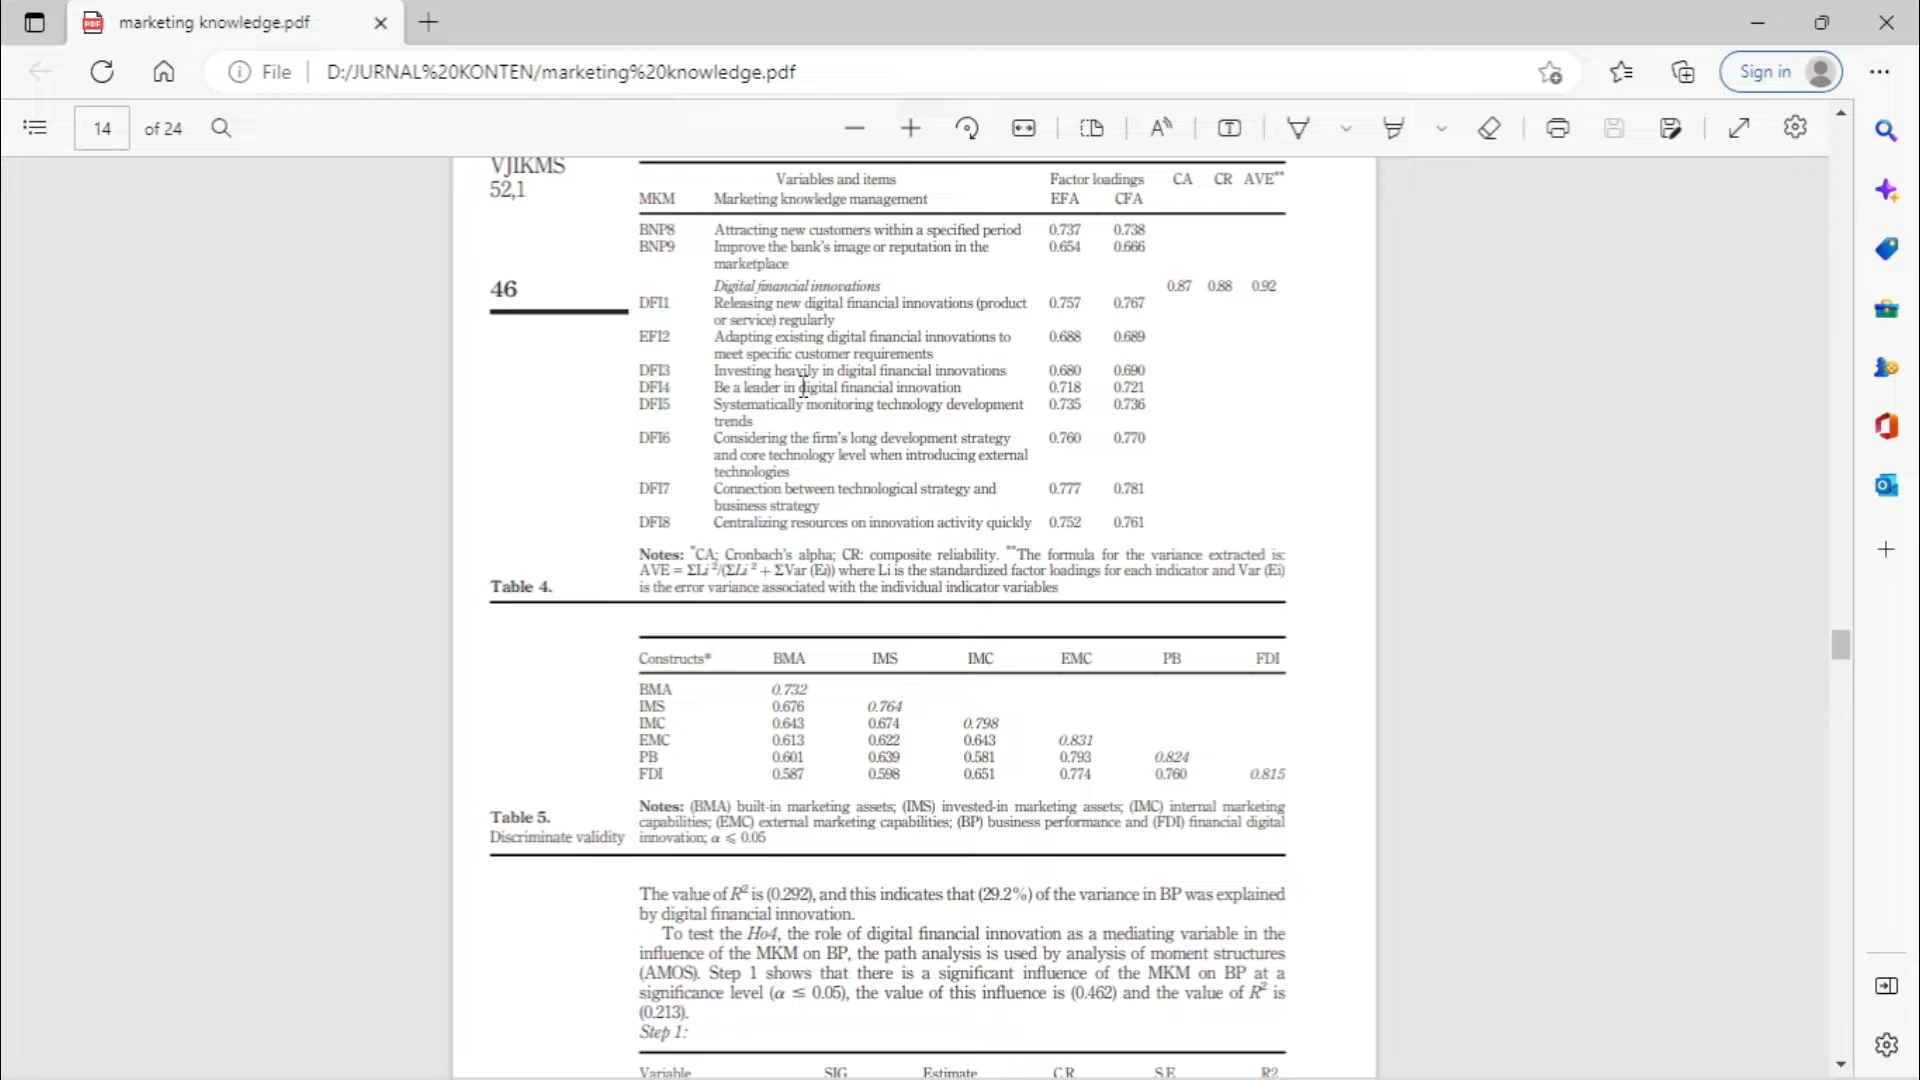 marketing knowledge.pdf
File
D:/JURNAL%20KONTEN/marketing%20knowledge.pdf
Sign in
14 of 24
VJIKMS
52,1
46
Variables and items Factor loadings CA CR AVE**
MKM Marketing knowledge management EFA CFA
BNP8 Attracting new customers within a specified period 0.737 0.738
BNP9 Improve the bank's image or reputation in the 0.654 0.666
marketplace
Digital financial innovations 0.87 0.88 0.92
DFI1 Releasing new digital financial innovations (product 0.757 0.767
or service) regularly
EFI2 Adapting existing digital financial innovations to 0.688 0.689
meet specific customer requirements
DFI3 Investing heavily in digital financial innovations 0.680 0.690
DFI4 Be a leader in digital financial innovation 0.718 0.721
DFI5 Systematically monitoring technology development 0.735 0.736
trends
DFI6 Considering the firm's long development strategy 0.760 0.770
and core technology level when introducing external
technologies
DFI7 Connection between technological strategy and 0.777 0.781
business strategy
DFI8 Centralizing resources on innovation activity quickly 0.752 0.761
Notes: *CA; Cronbach's alpha; CR: composite reliability. **The formula for the variance extracted is:
AVE = ΣLi ²/(ΣLi ² + ΣVar (Ei)) where Li is the standardized factor loadings for each indicator and Var (Ei)
Table 4. is the error variance associated with the individual indicator variables
Constructs* BMA IMS IMC EMC PB FDI
BMA 0.732
IMS 0.676 0.764
IMC 0.643 0.674 0.798
EMC 0.613 0.622 0.643 0.831
PB 0.601 0.639 0.581 0.793 0.824
FDI 0.587 0.598 0.651 0.774 0.760 0.815
Notes: (BMA) built-in marketing assets; (IMS) invested-in marketing assets; (IMC) internal marketing
Table 5. capabilities; (EMC) external marketing capabilities; (BP) business performance and (FDI) financial digital
Discriminate validity innovation; α ⩽ 0.05
The value of R² is (0.292), and this indicates that (29.2%) of the variance in BP was explained
by digital financial innovation.
To test the Ho4, the role of digital financial innovation as a mediating variable in the
influence of the MKM on BP, the path analysis is used by analysis of moment structures
(AMOS). Step 1 shows that there is a significant influence of the MKM on BP at a
significance level (α ≤ 0.05), the value of this influence is (0.462) and the value of R² is
(0.213).
Step 1:
Variable SIG Estimate C.R S.E R2